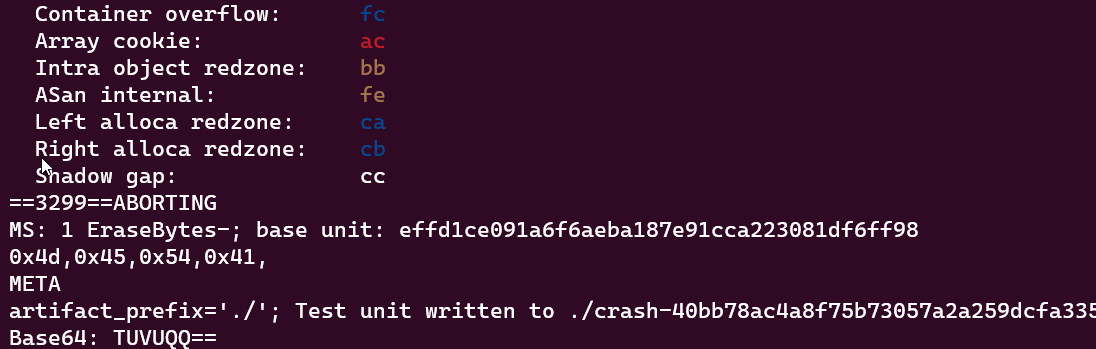 Container overflow: fc
Array cookie: ac
Intra object redzone: bb
ASan internal: fe
Left alloca redzone: ca
Right alloca redzone: cb
Shadow gap: cc
==3299==ABORTING
MS: 1 EraseBytes-; base unit: effd1ce091a6f6aeba187e91cca223081df6ff98
0x4d,0x45,0x54,0x41,
META
artifact_prefix='./'; Test unit written to ./crash-40bb78ac4a8f75b73057a2a259dcfa335
Base64: TUVUQQ==